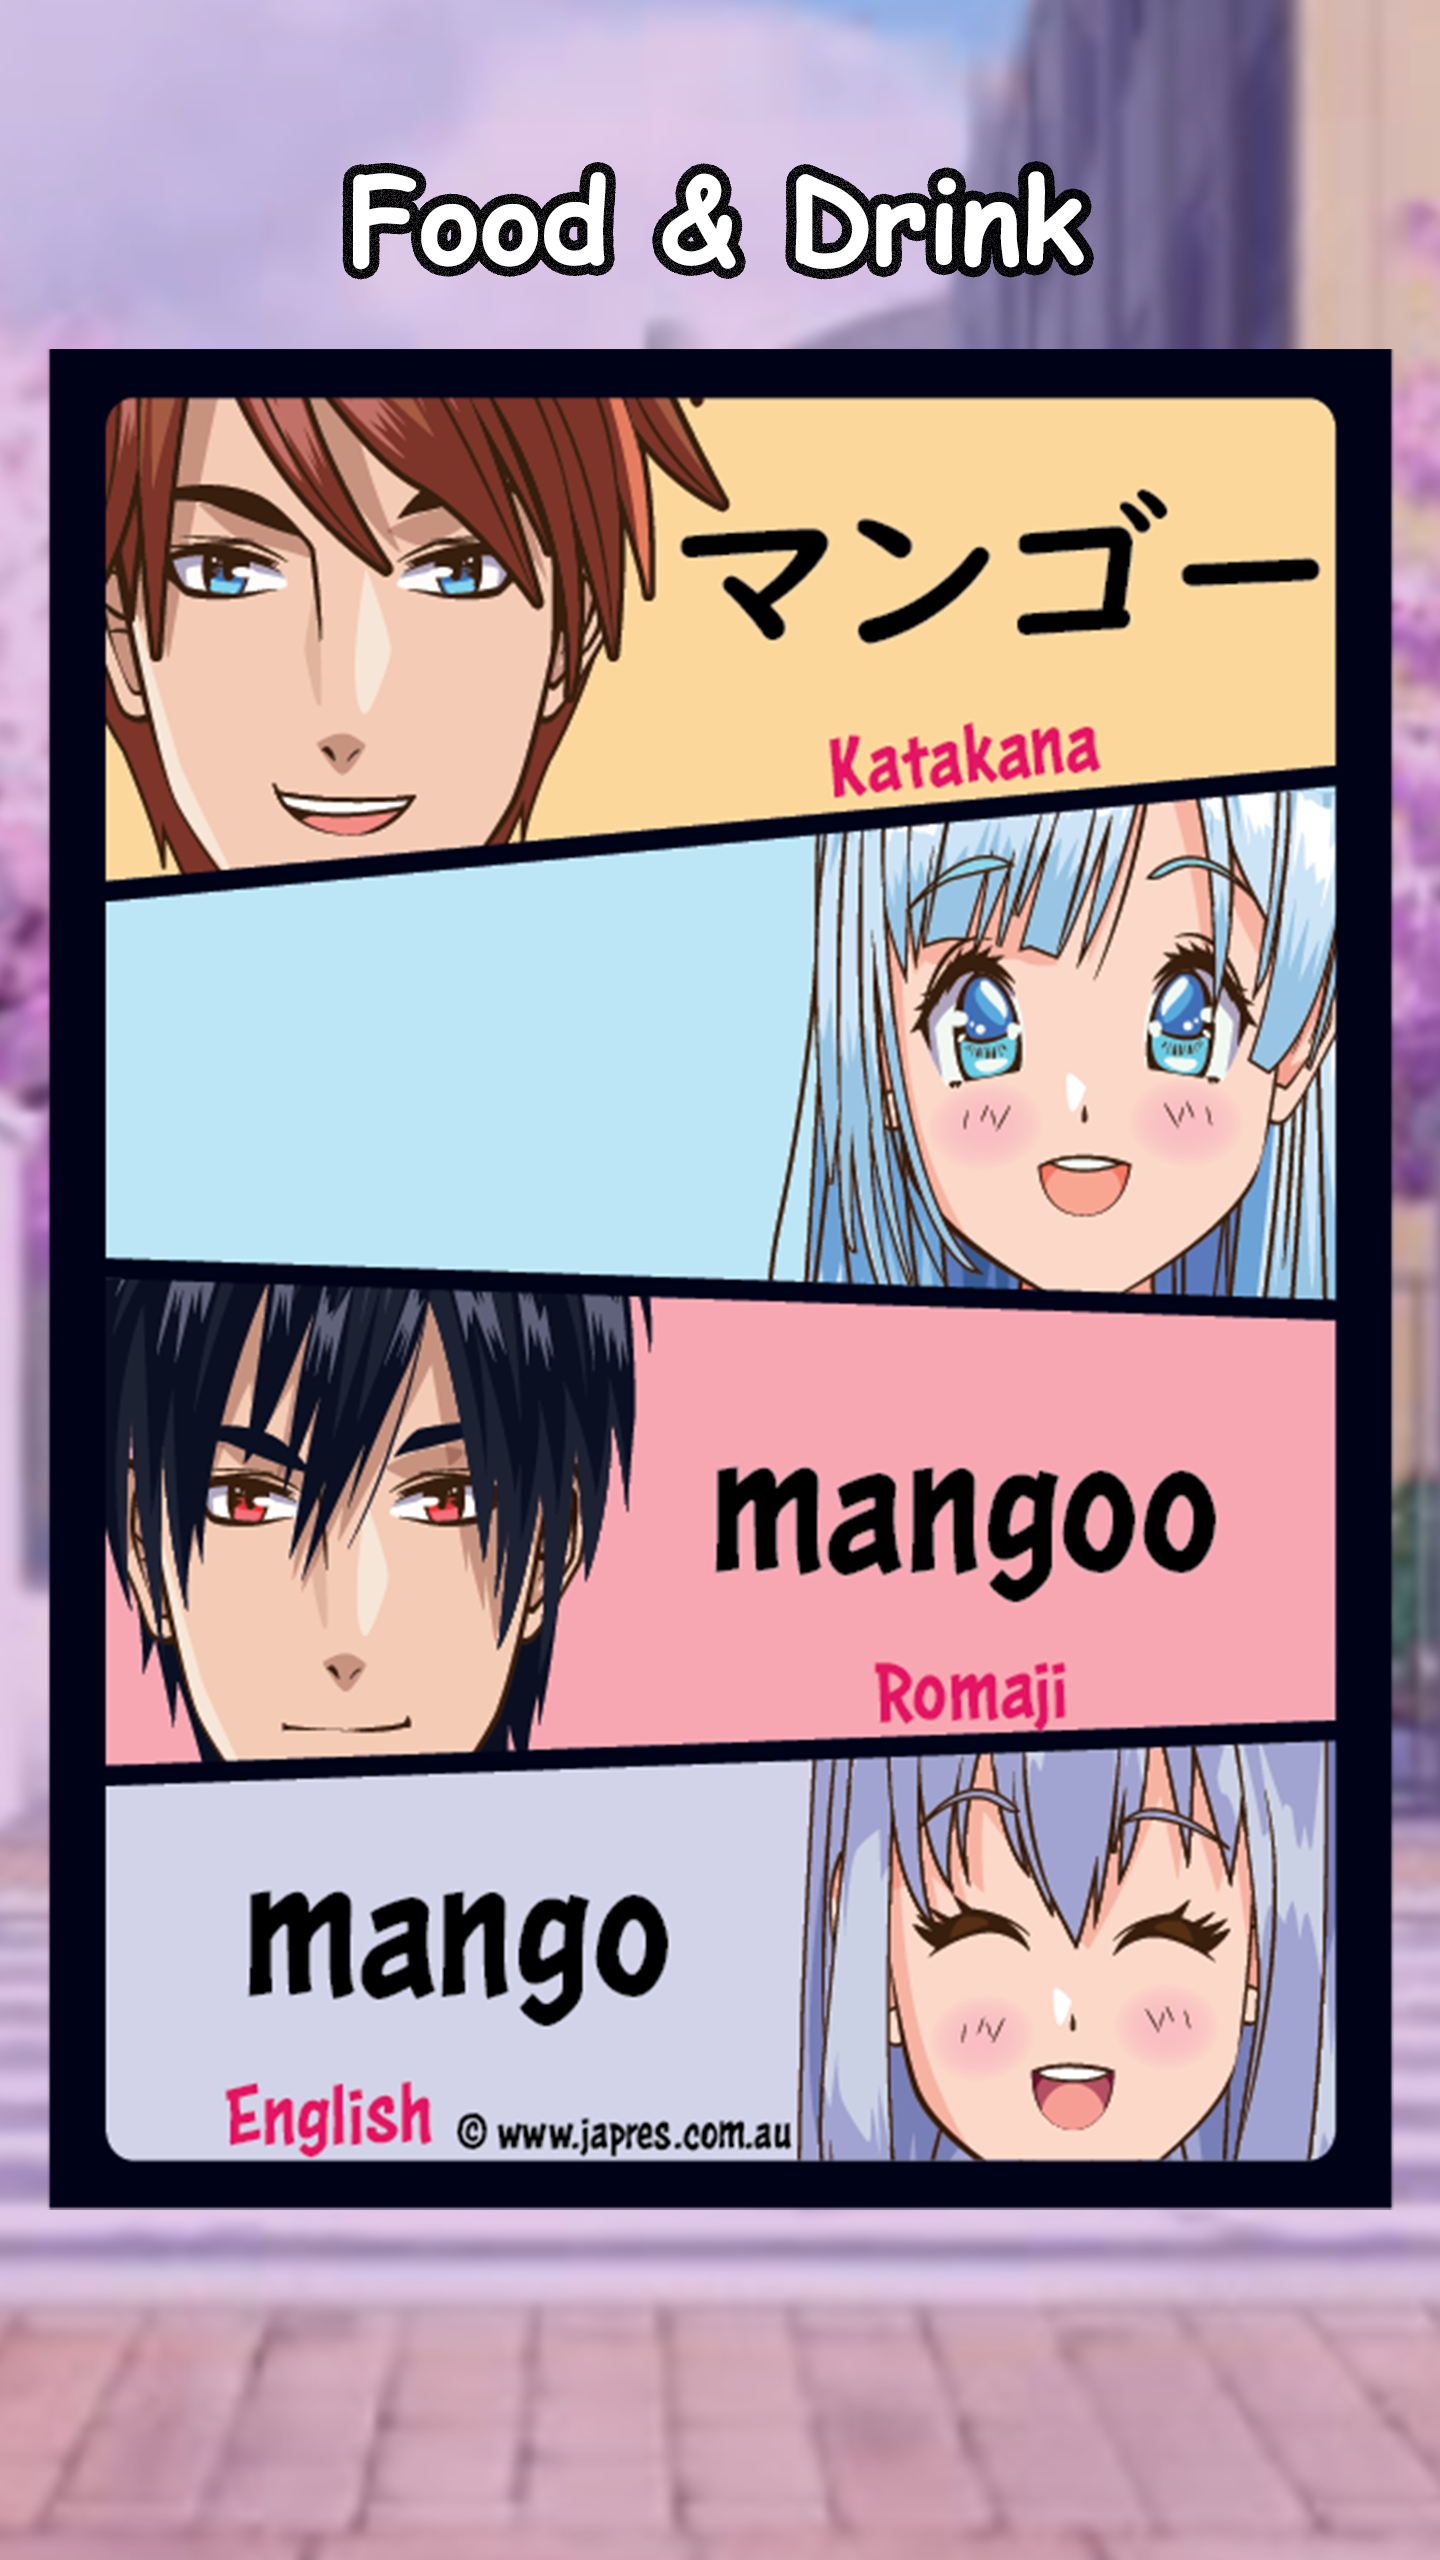 Food & Drink
マンゴー
Katakana
mangoo
Romaji
mango
English © www.japres.com.au